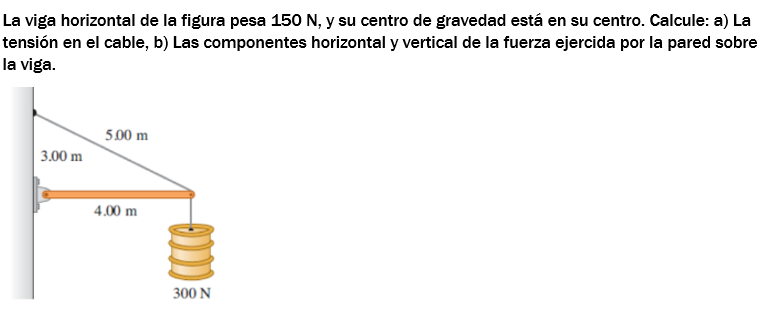 La viga horizontal de la figura pesa 150 N, y su centro de gravedad está en su centro. Calcule: a) La
tensión en el cable, b) Las componentes horizontal y vertical de la fuerza ejercida por la pared sobre
la viga.
5.00 m
3.00 m
4.00 m
300 N